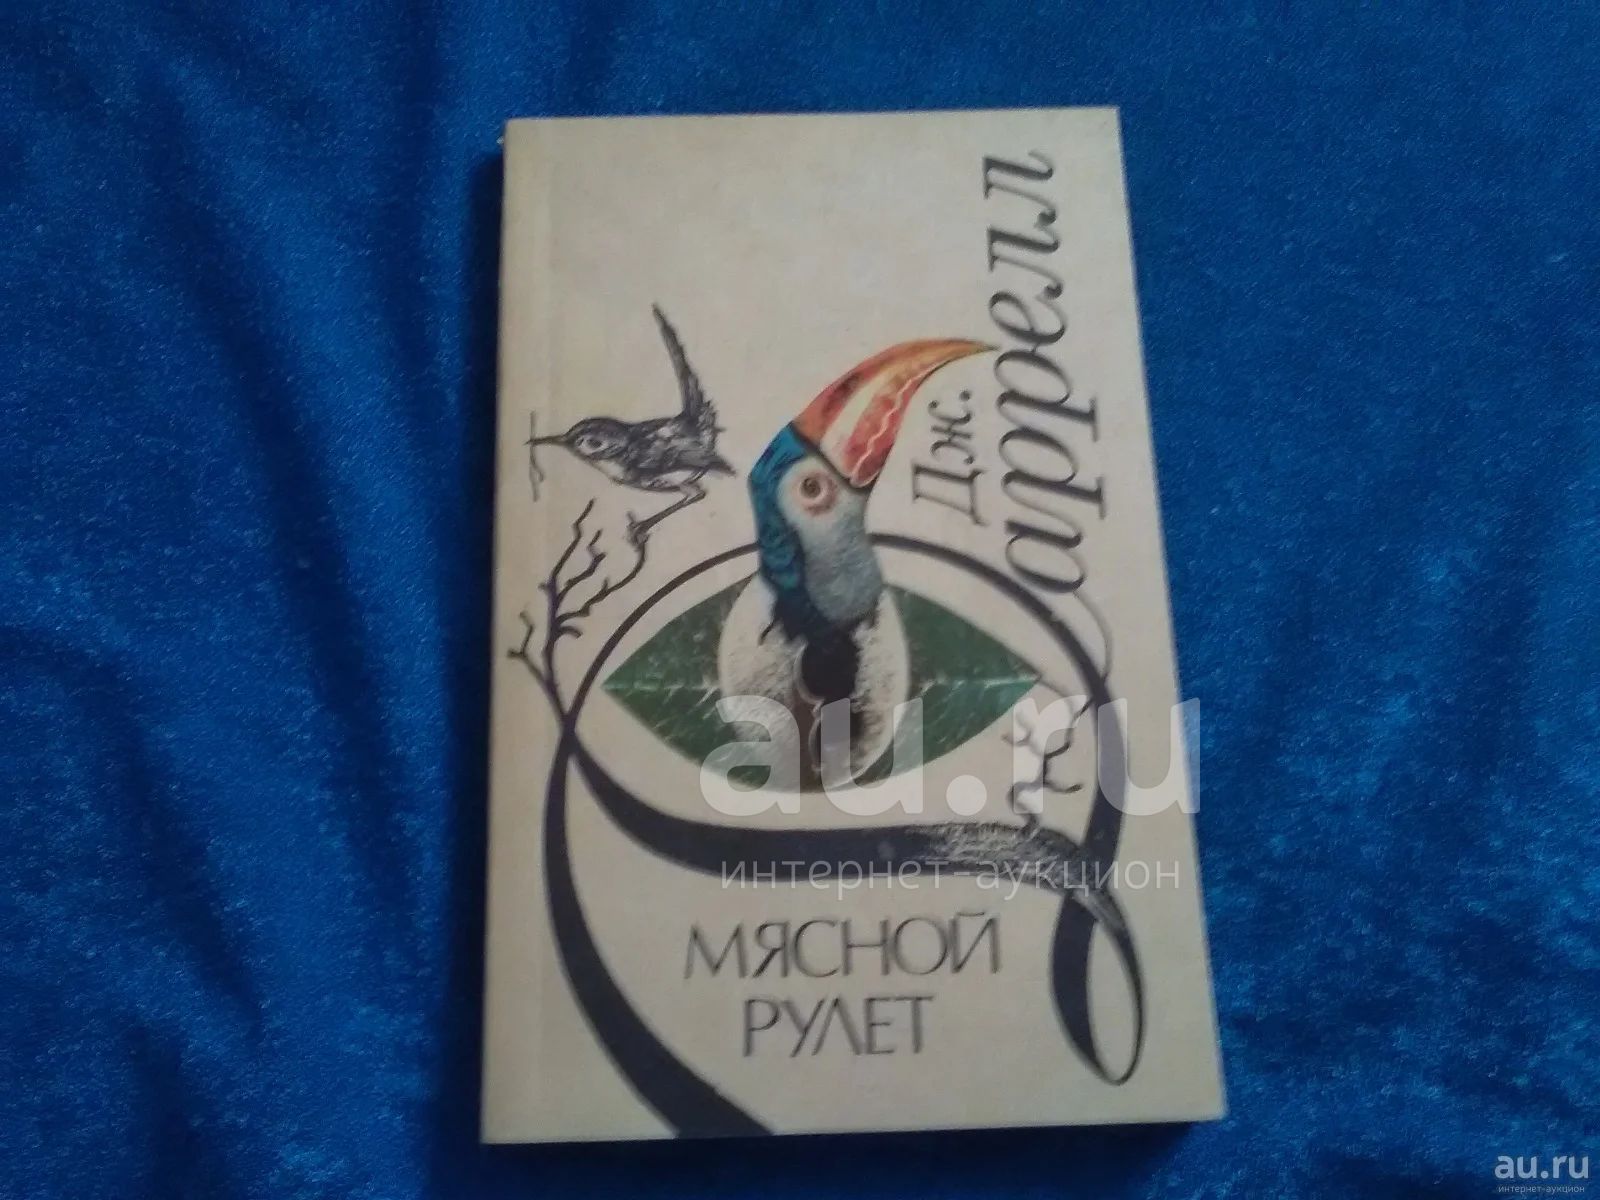 Дж.
Даррелл
МЯСНОЙ
РУЛЕТ
au.ru
интернет-аукцион
au.ru
интернет-аукцион